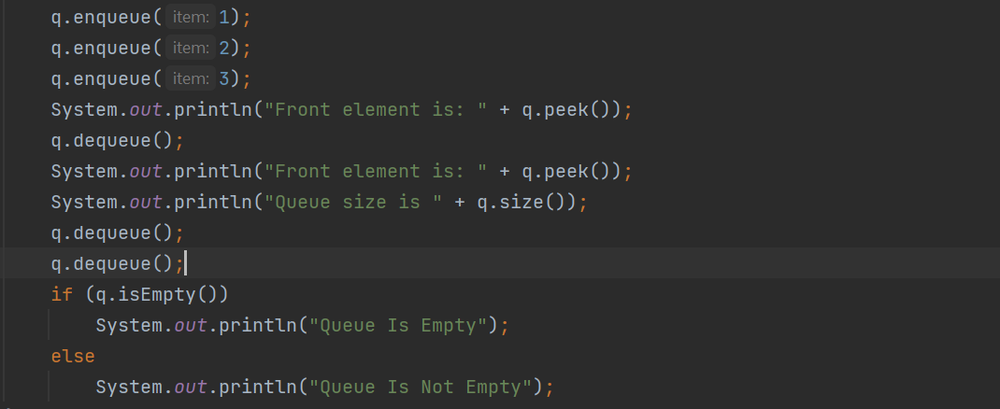 q.enqueue( item: 1);
q.enqueue( item: 2);
q.enqueue( item: 3);
System.out.println("Front element is: " + q.peek());
q.dequeue();
System.out.println("Front element is: " + q.peek());
System.out.println("Queue size is " + q.size());
q.dequeue();
q.dequeue();
if (q.isEmpty())
    System.out.println("Queue Is Empty");
else
    System.out.println("Queue Is Not Empty");